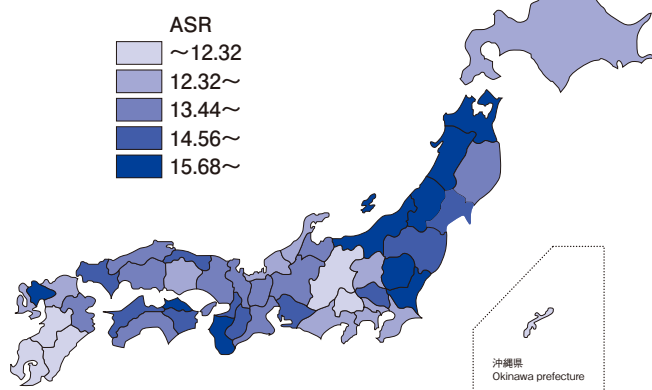 ASR
～12.32
12.32～
13.44～
14.56～
15.68～
沖縄県
Okinawa prefecture